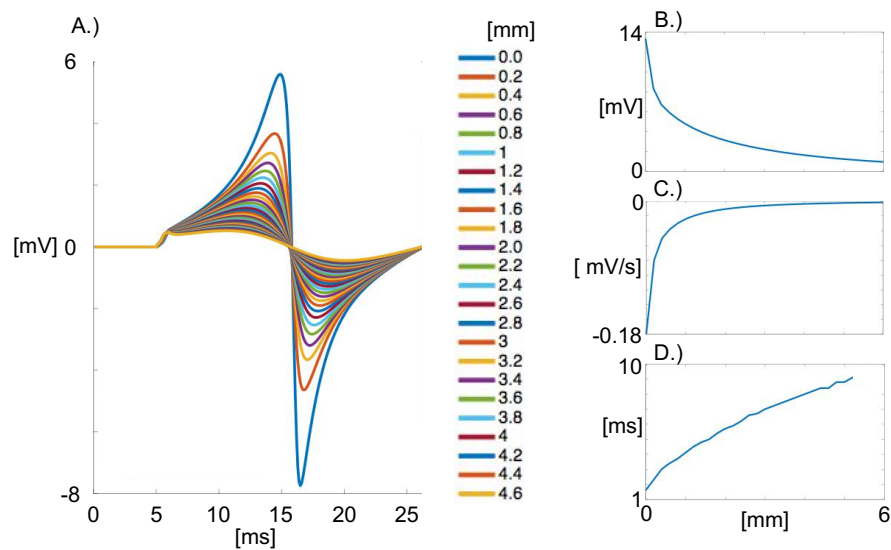 A.)
6
[mV] 0
-8
0 5 10 15 20 25
[ms]
[mm]
0.0
0.2
0.4
0.6
0.8
1
1.2
1.4
1.6
1.8
2.0
2.2
2.4
2.6
2.8
3
3.2
3.4
3.6
3.8
4
4.2
4.4
4.6
B.)
14
[mV]
0
C.)
0
[ mV/s]
-0.18
D.)
10
[ms]
1
0 [mm] 6